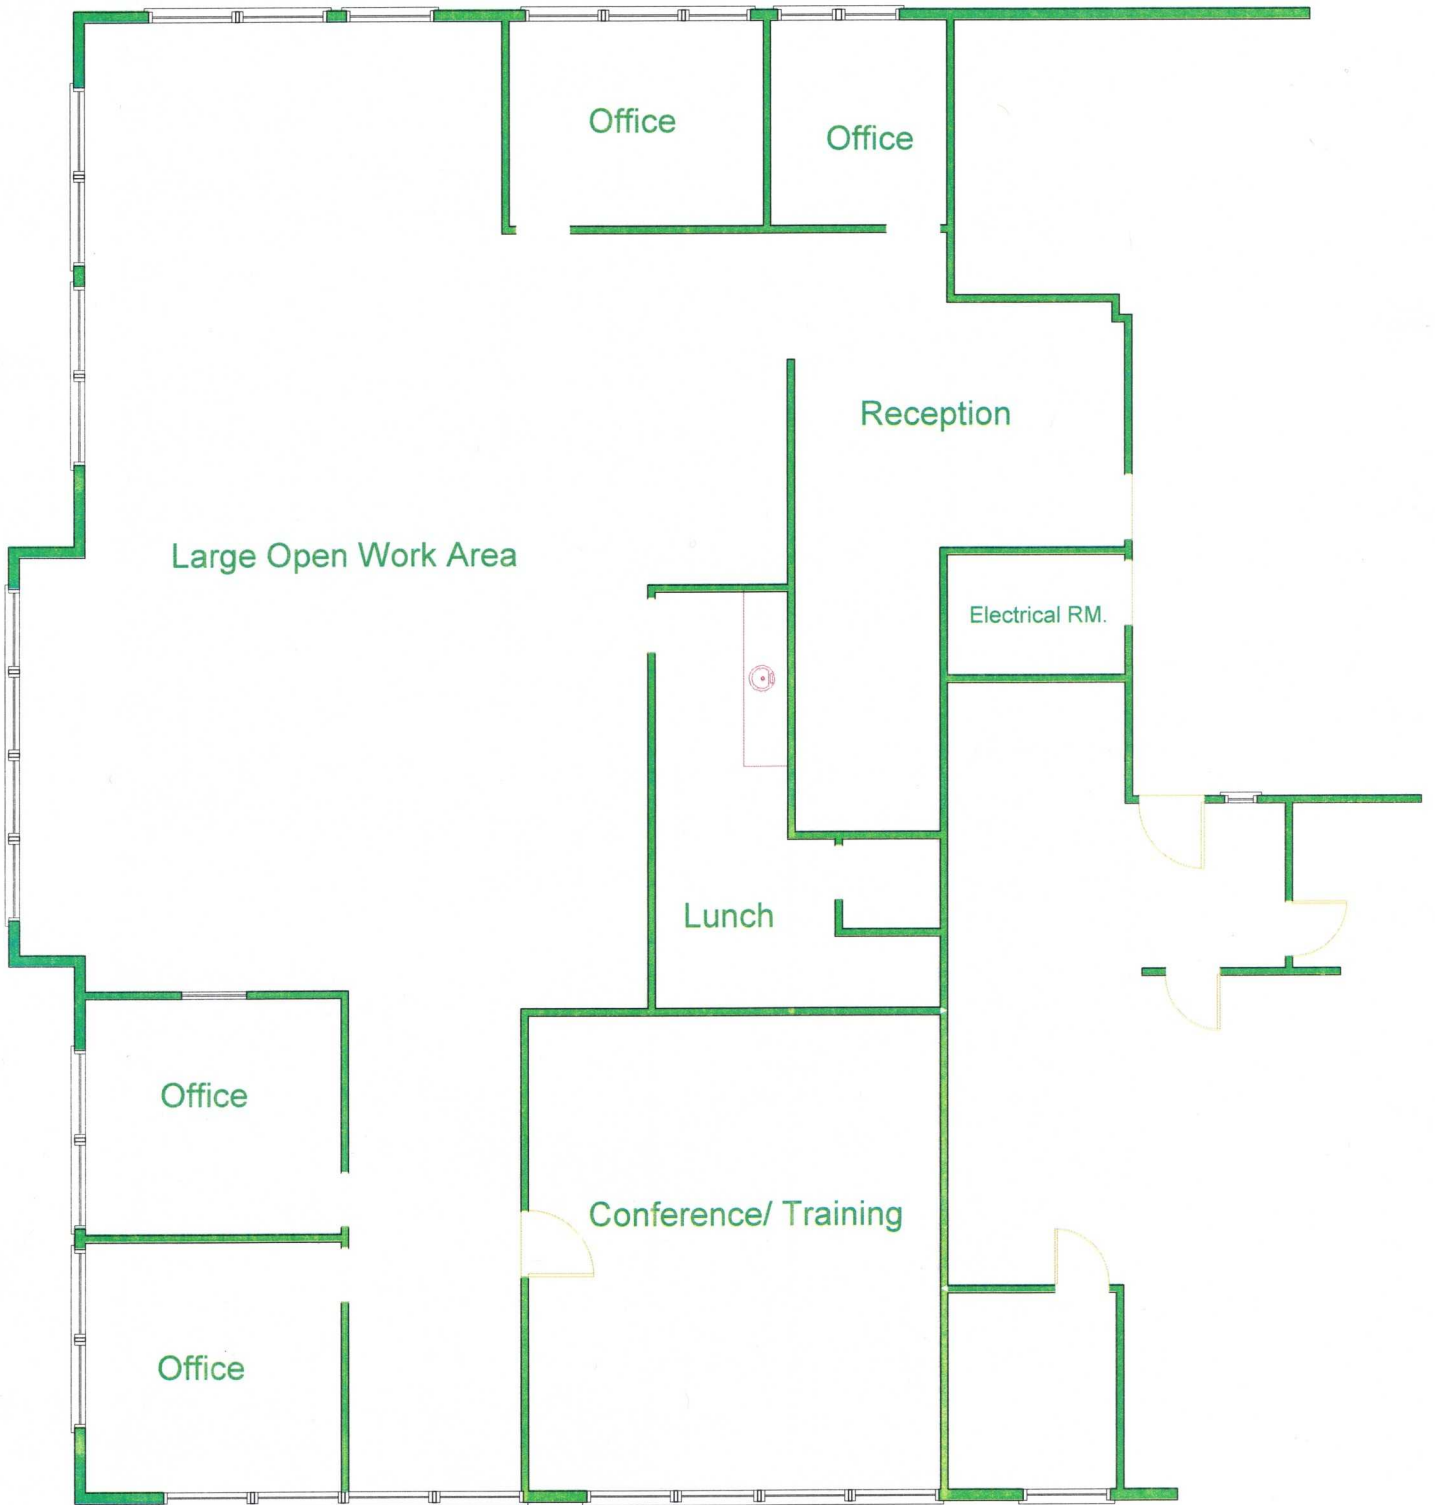 Office
Office
Reception
Large Open Work Area
Electrical RM.
Lunch
Office
Conference/ Training
Office